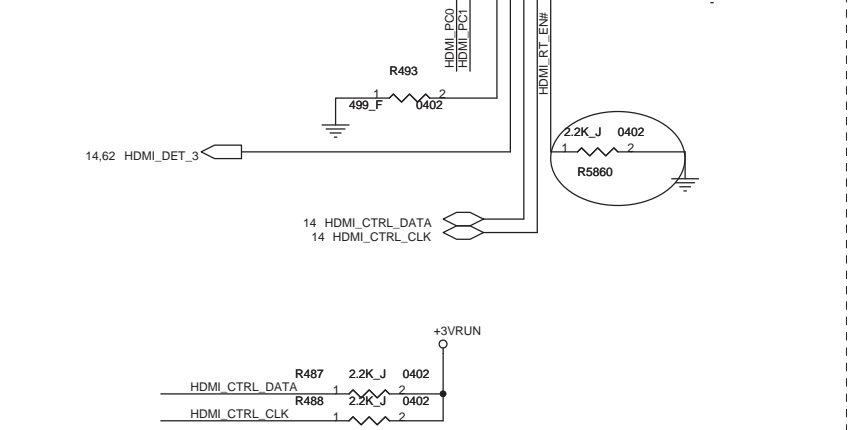 HDMI_PC0
HDMI_PC1
HDMI_RT_EN#
R493
1 2
499_F 0402
2.2K_J 0402
1 2
R5860
14,62 HDMI_DET_3
14 HDMI_CTRL_DATA
14 HDMI_CTRL_CLK
+3VRUN
R487 2.2K_J 0402
HDMI_CTRL_DATA 1 2
R488 2.2K_J 0402
HDMI_CTRL_CLK 1 2